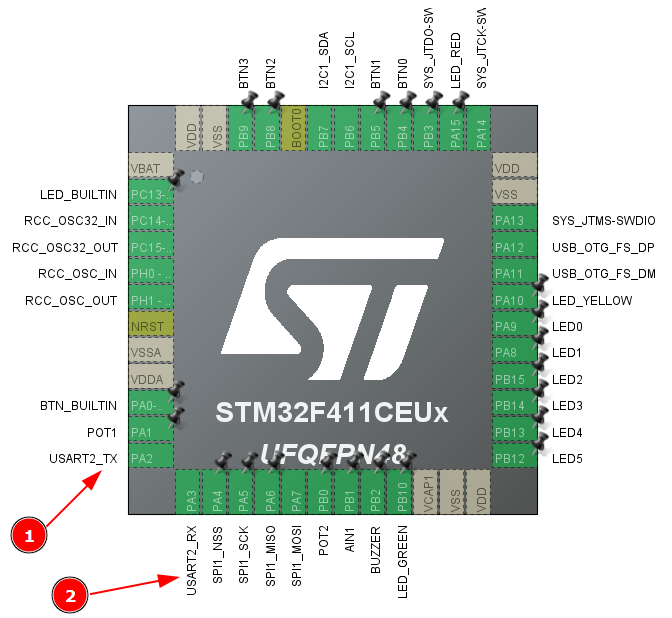 BTN3
BTN2
I2C1_SDA
I2C1_SCL
BTN1
BTN0
SYS_JTDO-SW
LED_RED
SYS_JTCK-SW
VDD
VSS
PB9
PB8
BOOT0
PB7
PB6
PB5
PB4
PB3
PA15
PA14
VBAT
LED_BUILTIN PC13-..
RCC_OSC32_IN PC14-..
RCC_OSC32_OUT PC15-..
RCC_OSC_IN PH0 -..
RCC_OSC_OUT PH1 -..
NRST
VSSA
VDDA
BTN_BUILTIN PA0-..
POT1 PA1
USART2_TX PA2
VDD
VSS
PA13 SYS_JTMS-SWDIO
PA12 USB_OTG_FS_DP
PA11 USB_OTG_FS_DM
PA10 LED_YELLOW
PA9 LED0
PA8 LED1
PB15 LED2
PB14 LED3
PB13 LED4
PB12 LED5
ST
STM32F411CEUx
UFQFPN48
PA3
PA4
PA5
PA6
PA7
PB0
PB1
PB2
PB10
VCAP1
VSS
VDD
USART2_RX
SPI1_NSS
SPI1_SCK
SPI1_MISO
SPI1_MOSI
POT2
AIN1
BUZZER
LED_GREEN
1
2